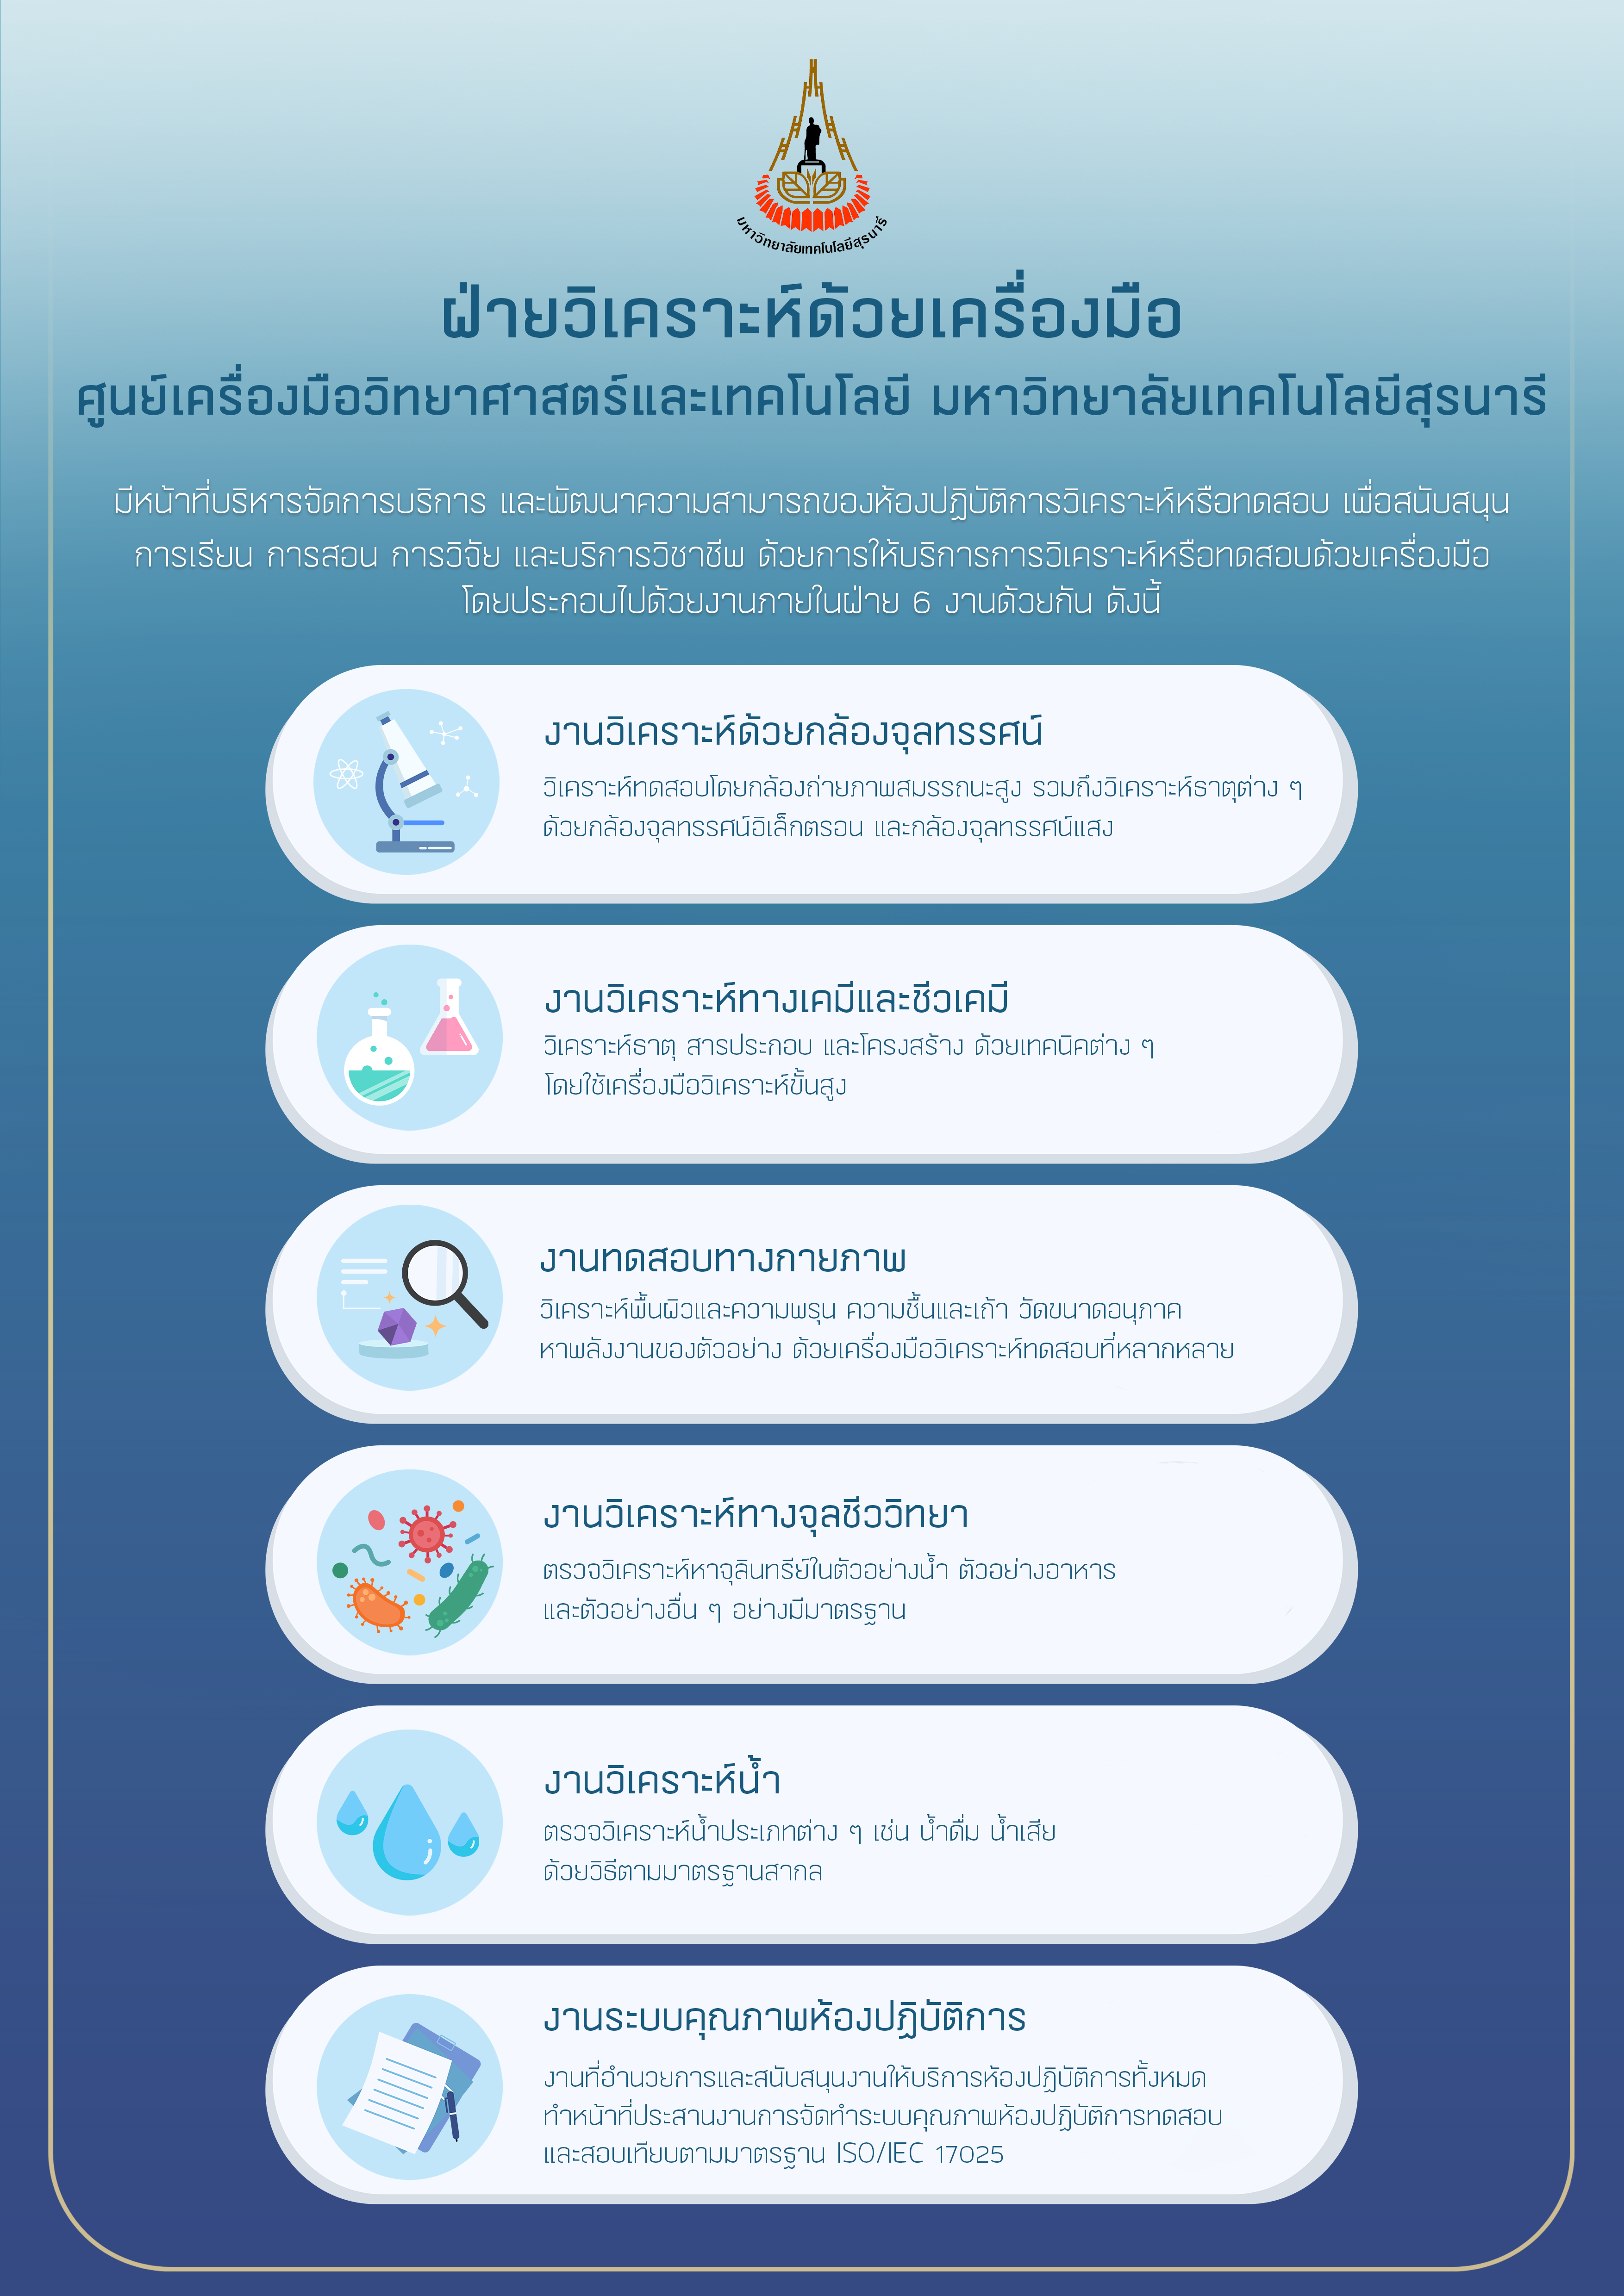 มหาวิทยาลัยเทคโนโลยีสุรนารี
ฝ่ายวิเคราะห์ด้วยเครื่องมือ
ศูนย์เครื่องมือวิทยาศาสตร์และเทคโนโลยี มหาวิทยาลัยเทคโนโลยีสุรนารี
มีหน้าที่บริหารจัดการบริการ และพัฒนาความสามารถของห้องปฏิบัติการวิเคราะห์หรือทดสอบ เพื่อสนับสนุน
การเรียน การสอน การวิจัย และบริการวิชาชีพ ด้วยการให้บริการการวิเคราะห์หรือทดสอบด้วยเครื่องมือ
โดยประกอบไปด้วยงานภายในฝ่าย 6 งานด้วยกัน ดังนี้
งานวิเคราะห์ด้วยกล้องจุลทรรศน์
วิเคราะห์ทดสอบโดยกล้องถ่ายภาพสมรรถนะสูง รวมถึงวิเคราะห์ธาตุต่าง ๆ
ด้วยกล้องจุลทรรศน์อิเล็กตรอน และกล้องจุลทรรศน์แสง
งานวิเคราะห์ทางเคมีและชีวเคมี
วิเคราะห์ธาตุ สารประกอบ และโครงสร้าง ด้วยเทคนิคต่าง ๆ
โดยใช้เครื่องมือวิเคราะห์ขั้นสูง
งานทดสอบทางกายภาพ
วิเคราะห์พื้นผิวและความพรุน ความชื้นและเถ้า วัดขนาดอนุภาค
หาพลังงานของตัวอย่าง ด้วยเครื่องมือวิเคราะห์ทดสอบที่หลากหลาย
งานวิเคราะห์ทางจุลชีววิทยา
ตรวจวิเคราะห์หาจุลินทรีย์ในตัวอย่างน้ำ ตัวอย่างอาหาร
และตัวอย่างอื่น ๆ อย่างมีมาตรฐาน
งานวิเคราะห์น้ำ
ตรวจวิเคราะห์น้ำประเภทต่าง ๆ เช่น น้ำดื่ม น้ำเสีย
ด้วยวิธีตามมาตรฐานสากล
งานระบบคุณภาพห้องปฏิบัติการ
งานที่อำนวยการและสนับสนุนงานให้บริการห้องปฏิบัติการทั้งหมด
ทำหน้าที่ประสานงานการจัดทำระบบคุณภาพห้องปฏิบัติการทดสอบ
และสอบเทียบตามมาตรฐาน ISO/IEC 17025